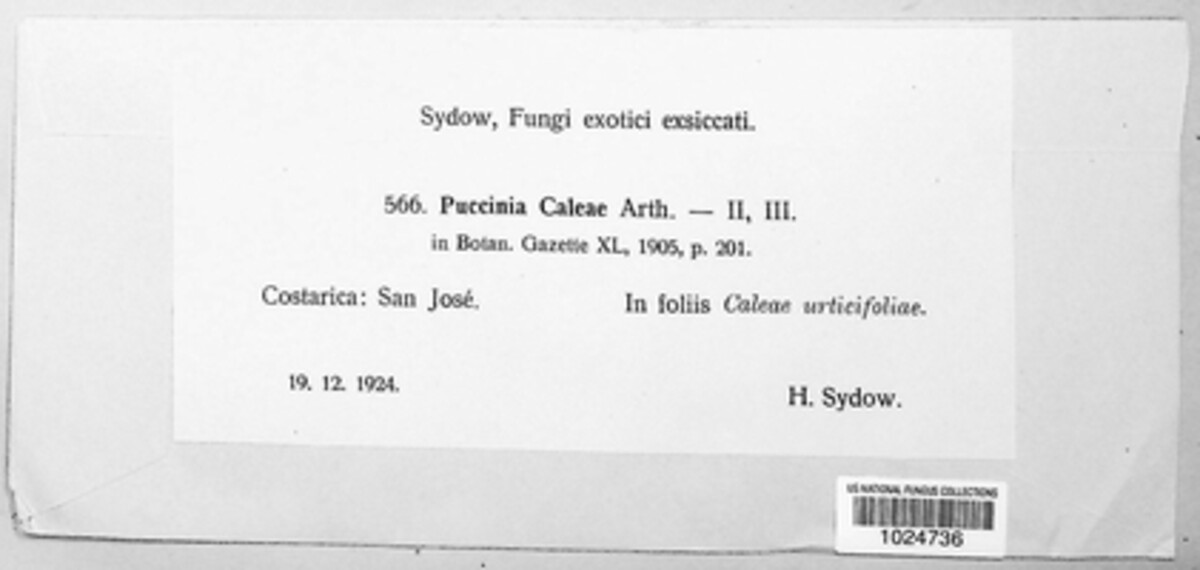 Sydow, Fungi exotici exsiccati.
566. Puccinia Caleae Arth. — II, III.
in Botan. Gazette XL, 1905, p. 201.
Costarica: San José. In foliis Caleae urticifoliae.
19. 12. 1924. H. Sydow.
US NATIONAL FUNGUS COLLECTIONS
1024736